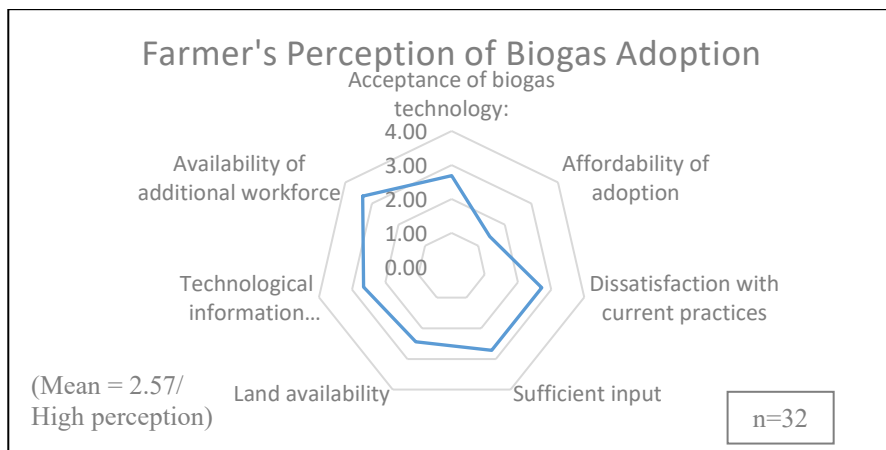 Farmer's Perception of Biogas Adoption
Acceptance of biogas
technology:
4.00
3.00
2.00
1.00
0.00
Affordability of
adoption
Dissatisfaction with
current practices
Sufficient input
Land availability
Technological
information...
Availability of
additional workforce
(Mean = 2.57/
High perception)
n=32